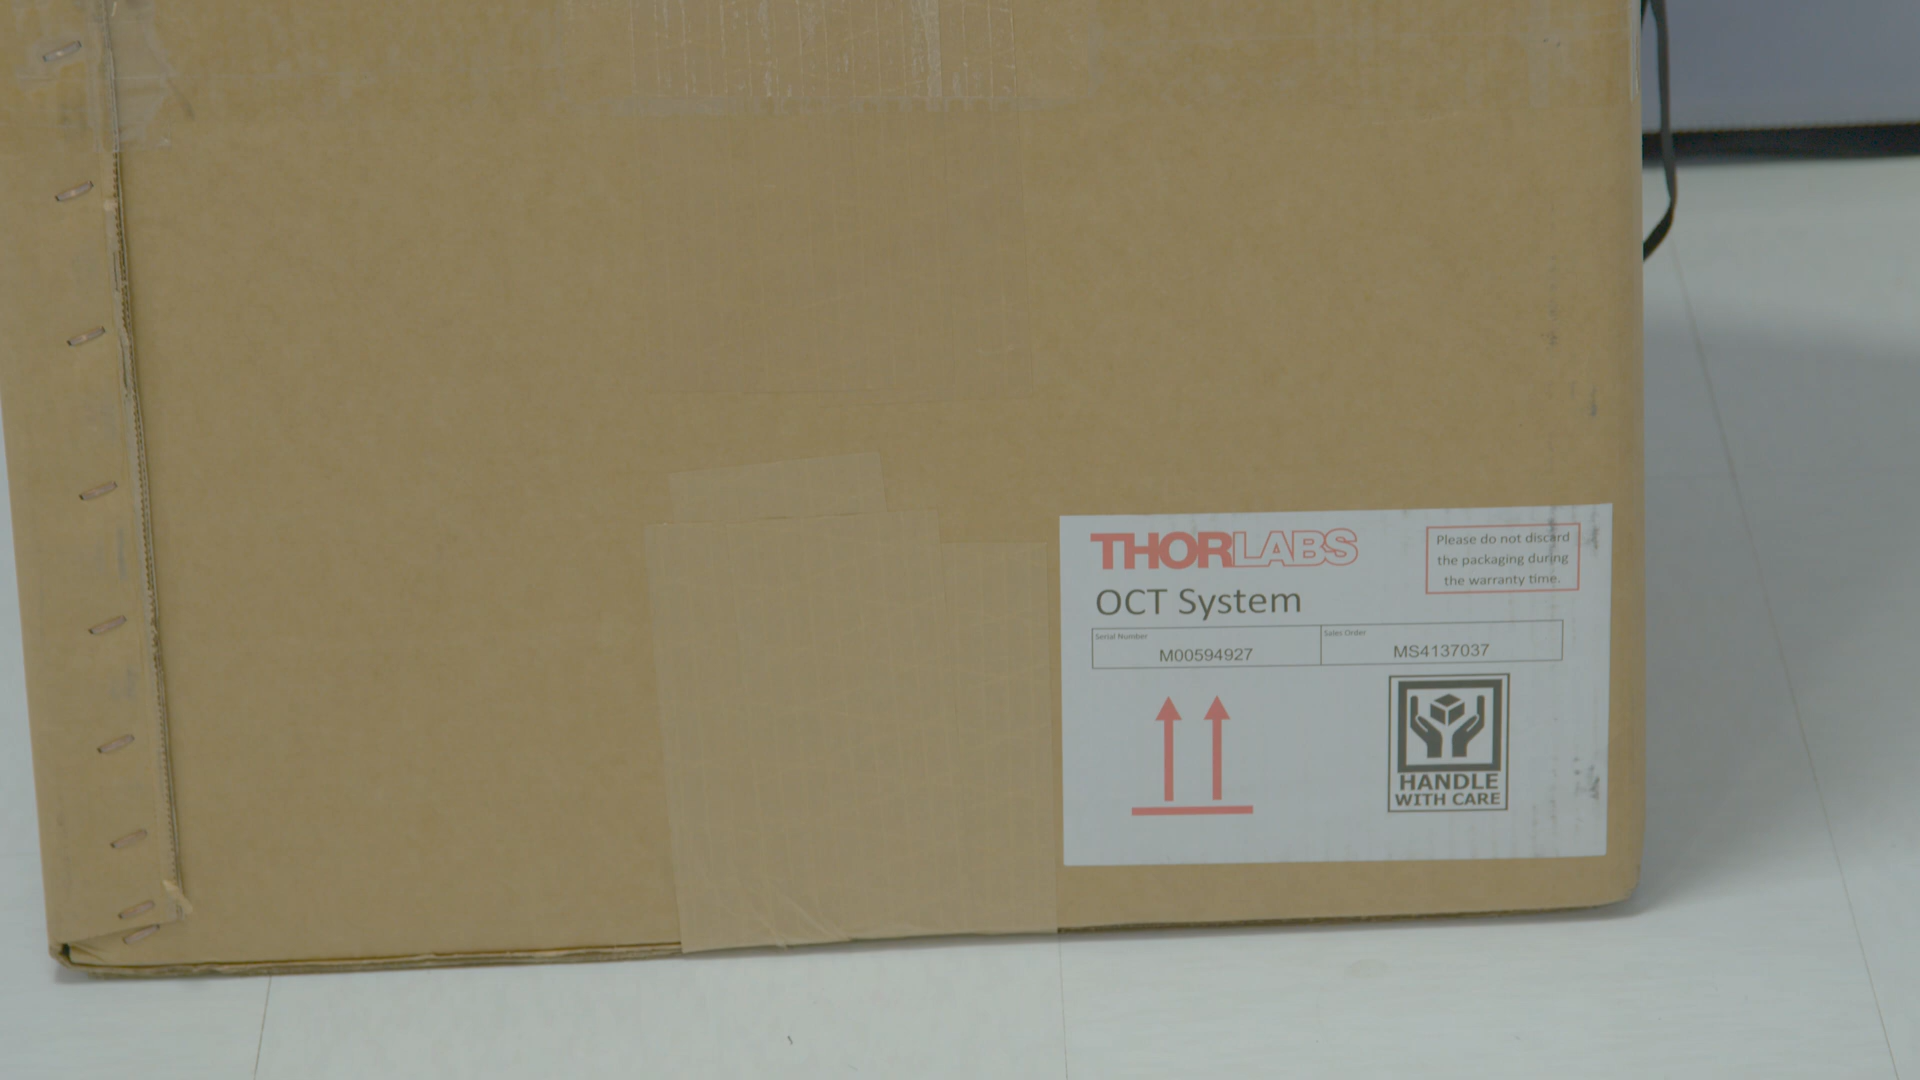 THORLABS
Please do not discard
the packaging during
the warranty time.
OCT System
Serial Number
M00594927
Sales Order
MS4137037
HANDLE
WITH CARE